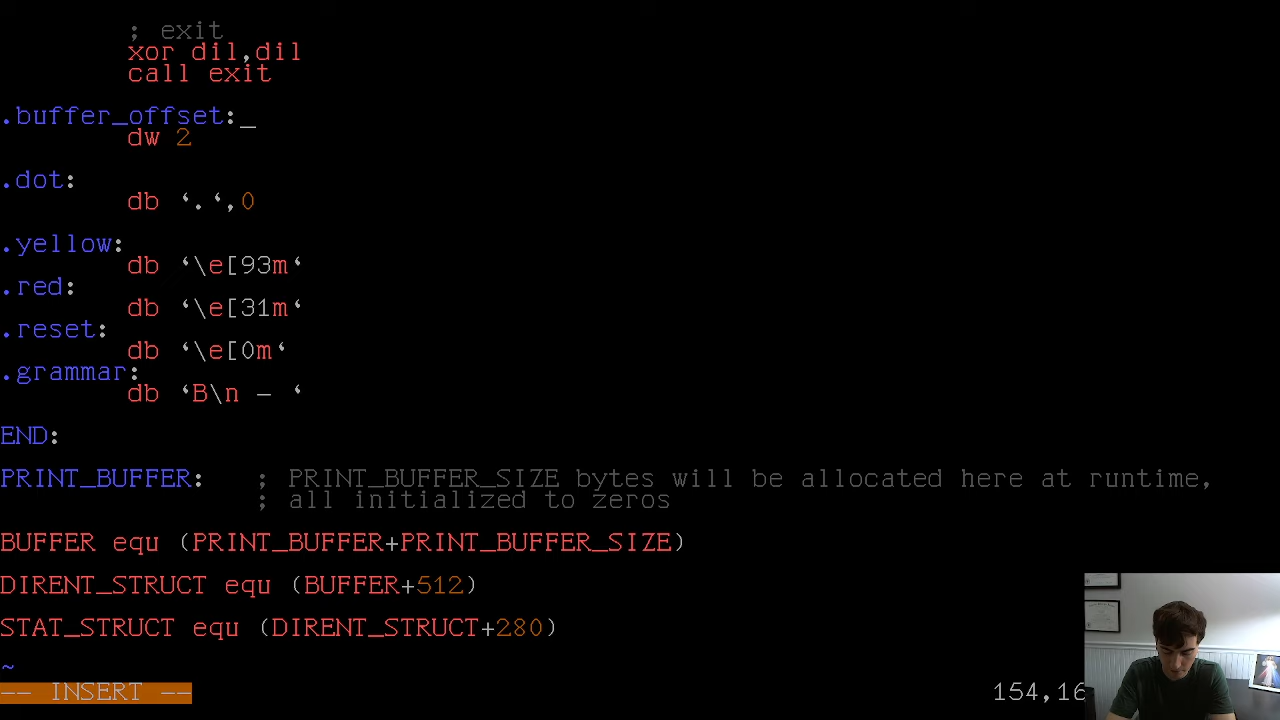 ; exit
xor dil,dil
call exit
.buffer_offset:_
dw 2
.dot:
db ‘.‘,0
.yellow:
db ‘\e[93m‘
.red:
db ‘\e[31m‘
.reset:
db ‘\e[0m‘
.grammar:
db ‘B\n - ‘
END:
PRINT_BUFFER: ; PRINT_BUFFER_SIZE bytes will be allocated here at runtime,
; all initialized to zeros
BUFFER equ (PRINT_BUFFER+PRINT_BUFFER_SIZE)
DIRENT_STRUCT equ (BUFFER+512)
STAT_STRUCT equ (DIRENT_STRUCT+280)
~
-- INSERT -- 154,16